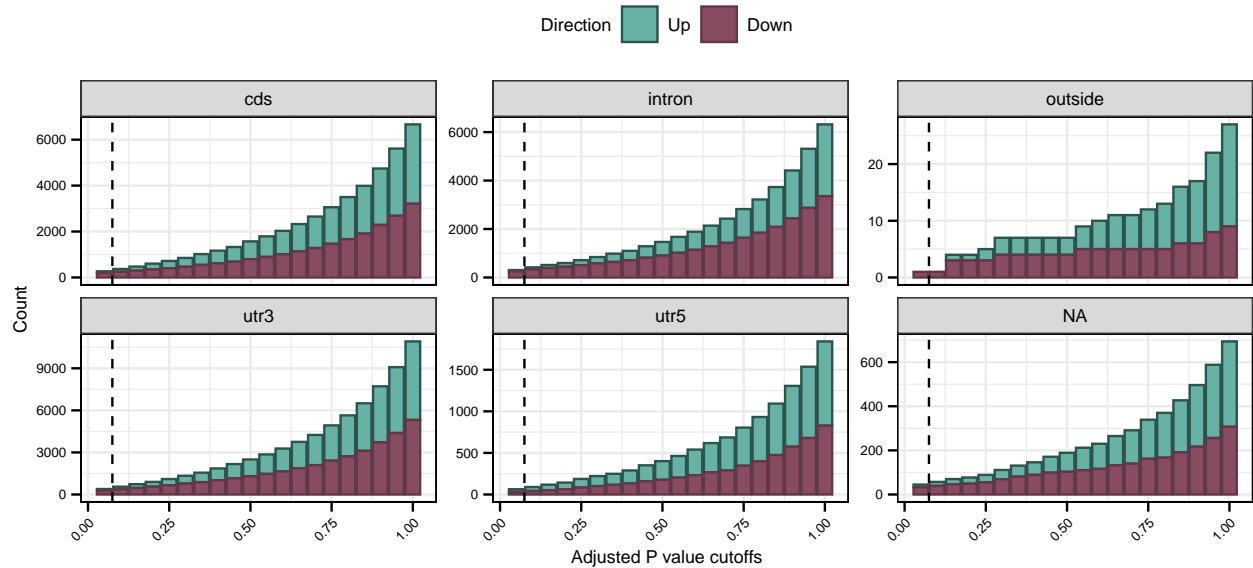 Direction Up Down
cds intron outside
6000
4000
2000
0
6000
4000
2000
0
20
10
0
Count
utr3 utr5 NA
9000
6000
3000
0
1500
1000
500
0
600
400
200
0
0.00 0.25 0.50 0.75 1.00
0.00 0.25 0.50 0.75 1.00
0.00 0.25 0.50 0.75 1.00
Adjusted P value cutoffs